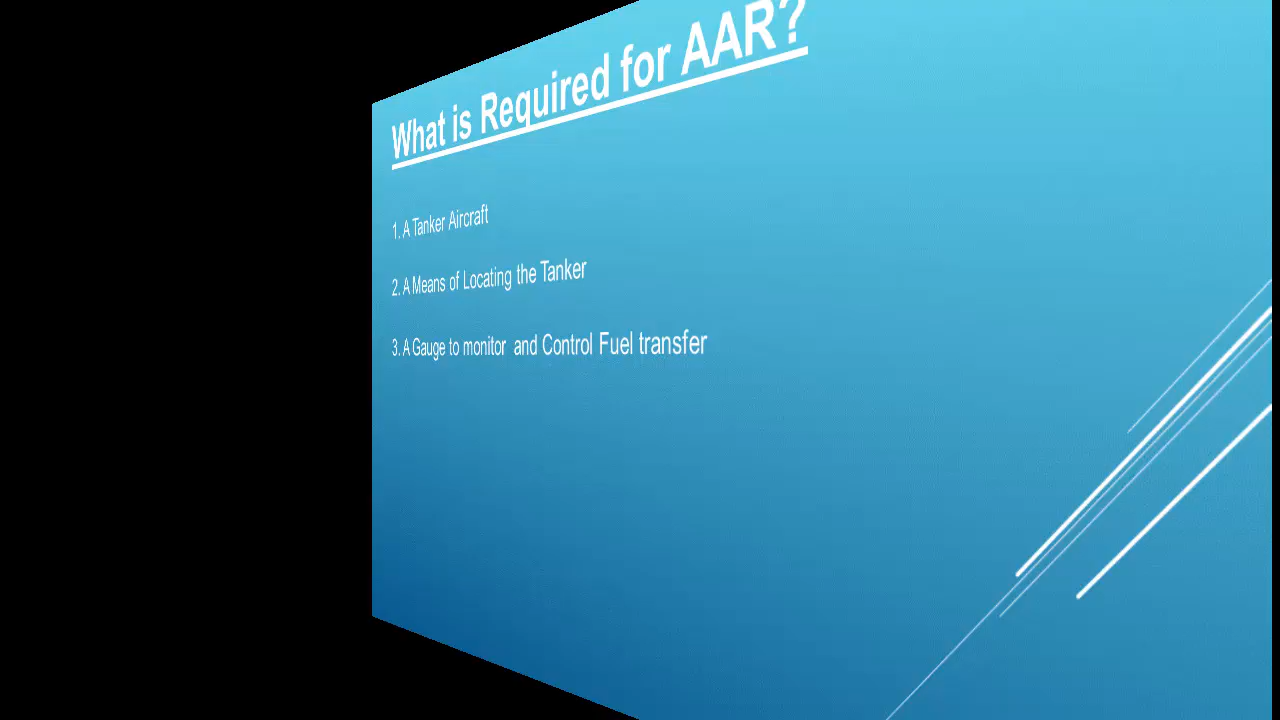 What is Required for AAR?
1. A Tanker Aircraft
2. A Means of Locating the Tanker
3. A Gauge to monitor and Control Fuel transfer